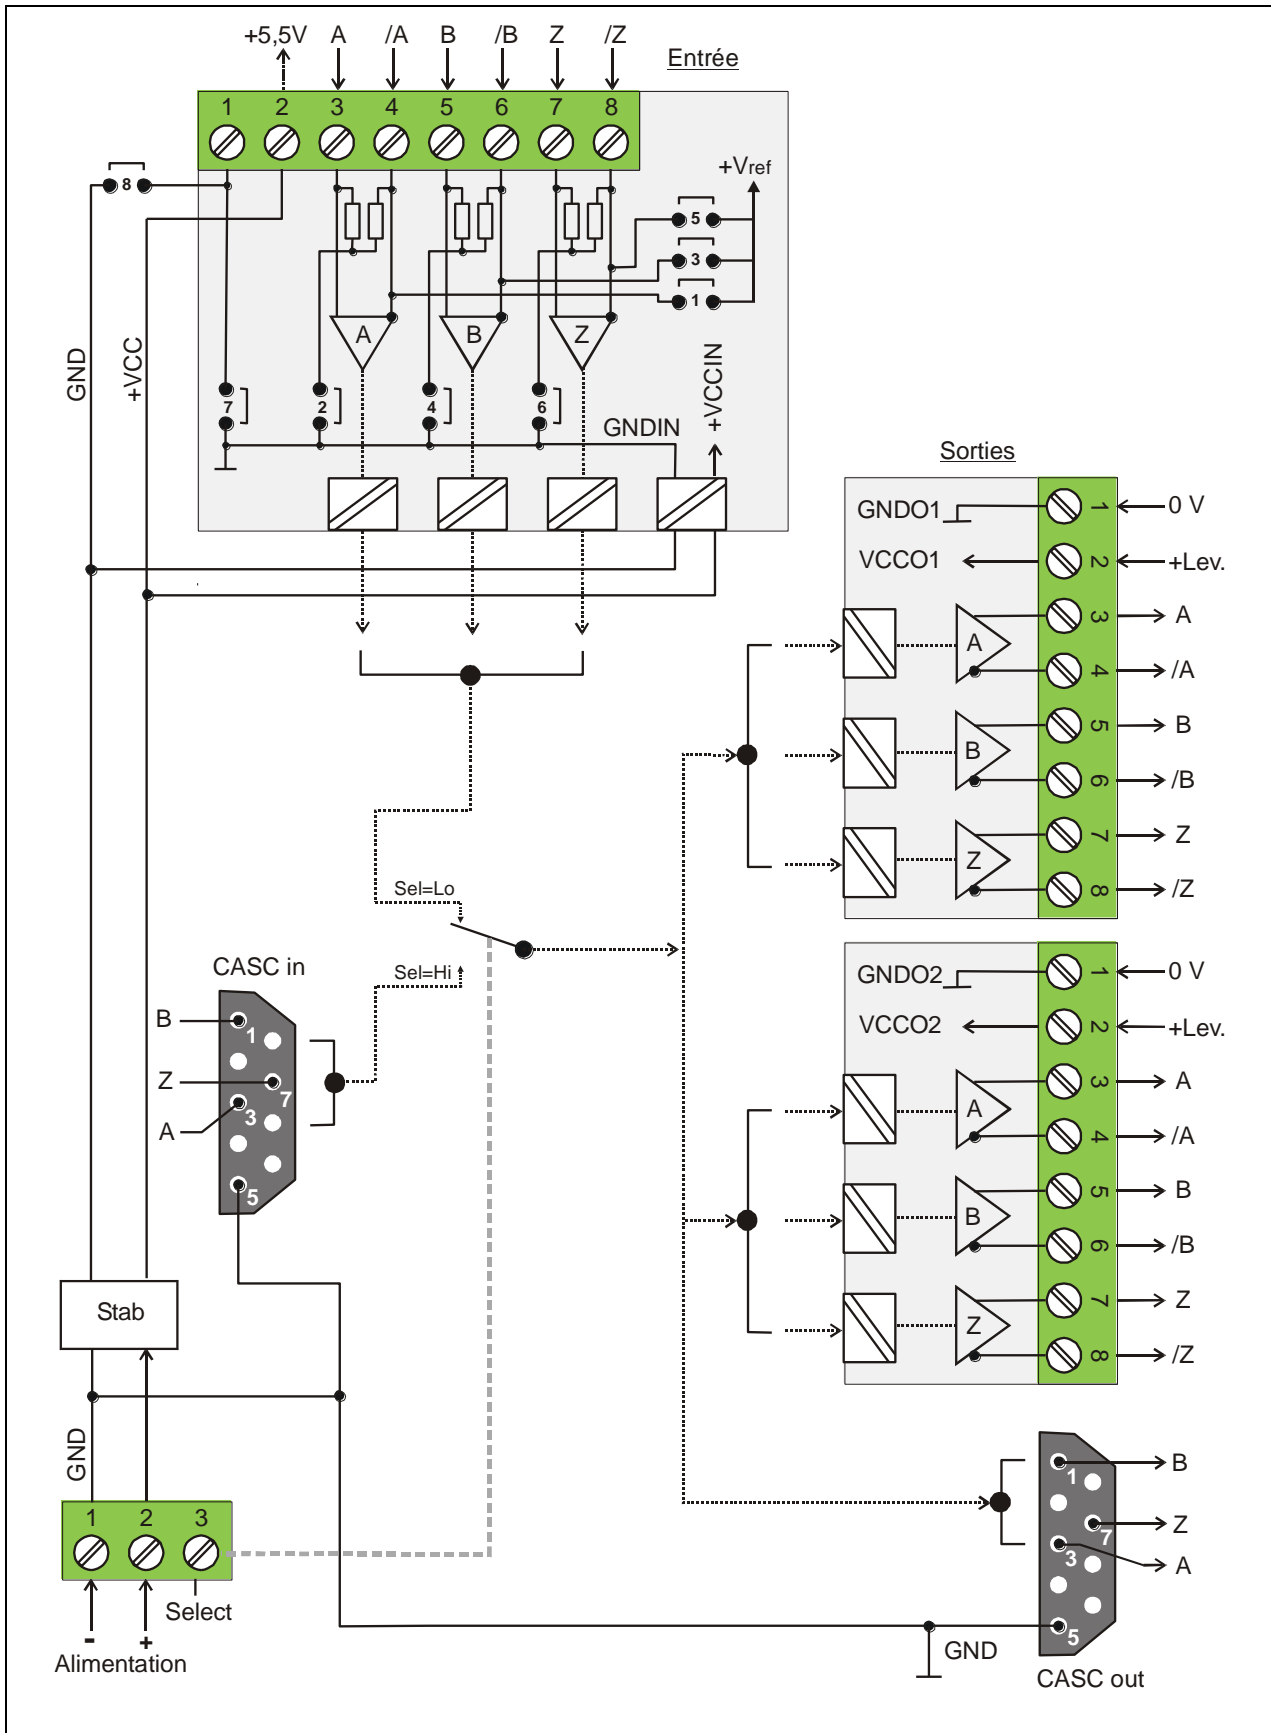 +5,5V A /A B /B Z /Z
Entrée
1 2 3 4 5 6 7 8
+Vref
8
5
3
1
A B Z
GND
+VCC
+VCCIN
7 2 4 6
GNDIN
Sorties
GNDO1 1 0 V
VCCO1 2 +Lev.
A 3 A
4 /A
B 5 B
6 /B
Z 7 Z
8 /Z
Sel=Lo
Sel=Hi
CASC in
B 1
Z 7
A 3
5
GNDO2 1 0 V
VCCO2 2 +Lev.
A 3 A
4 /A
B 5 B
6 /B
Z 7 Z
8 /Z
Stab
GND
1 2 3
Select
- +
Alimentation
1 B
7 Z
3 A
5
GND
CASC out